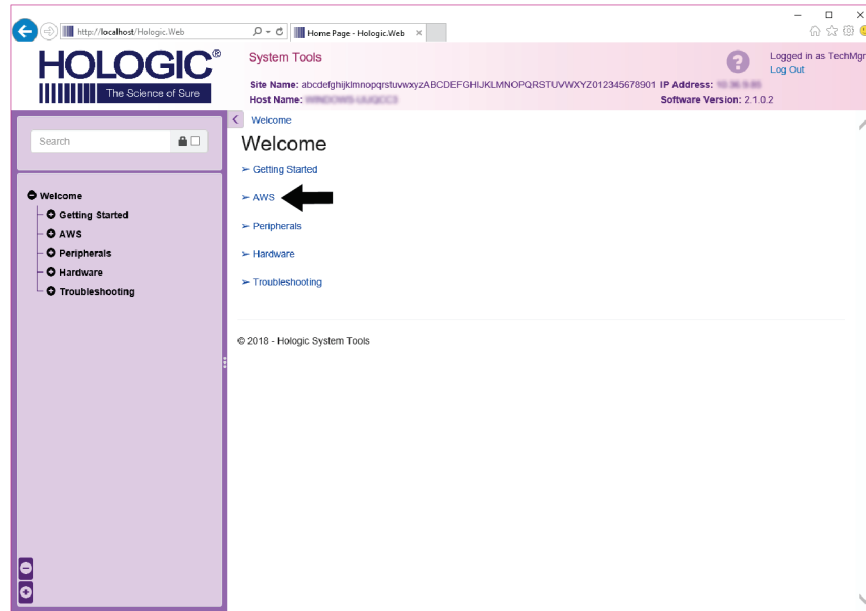 http://localhost/Hologic.Web
Home Page - Hologic.Web
HOLOGIC®
The Science of Sure
System Tools
Logged in as TechMgr
Log Out
Site Name: abcdefghijklmnopqrstuvwxyzABCDEFGHIJKLMNOPQRSTUVWXYZ012345678901 IP Address:
Host Name:
Software Version: 2.1.0.2
Search
Welcome
Getting Started
AWS
Peripherals
Hardware
Troubleshooting
Welcome
Welcome
➢ Getting Started
➢ AWS
➢ Peripherals
➢ Hardware
➢ Troubleshooting
© 2018 - Hologic System Tools